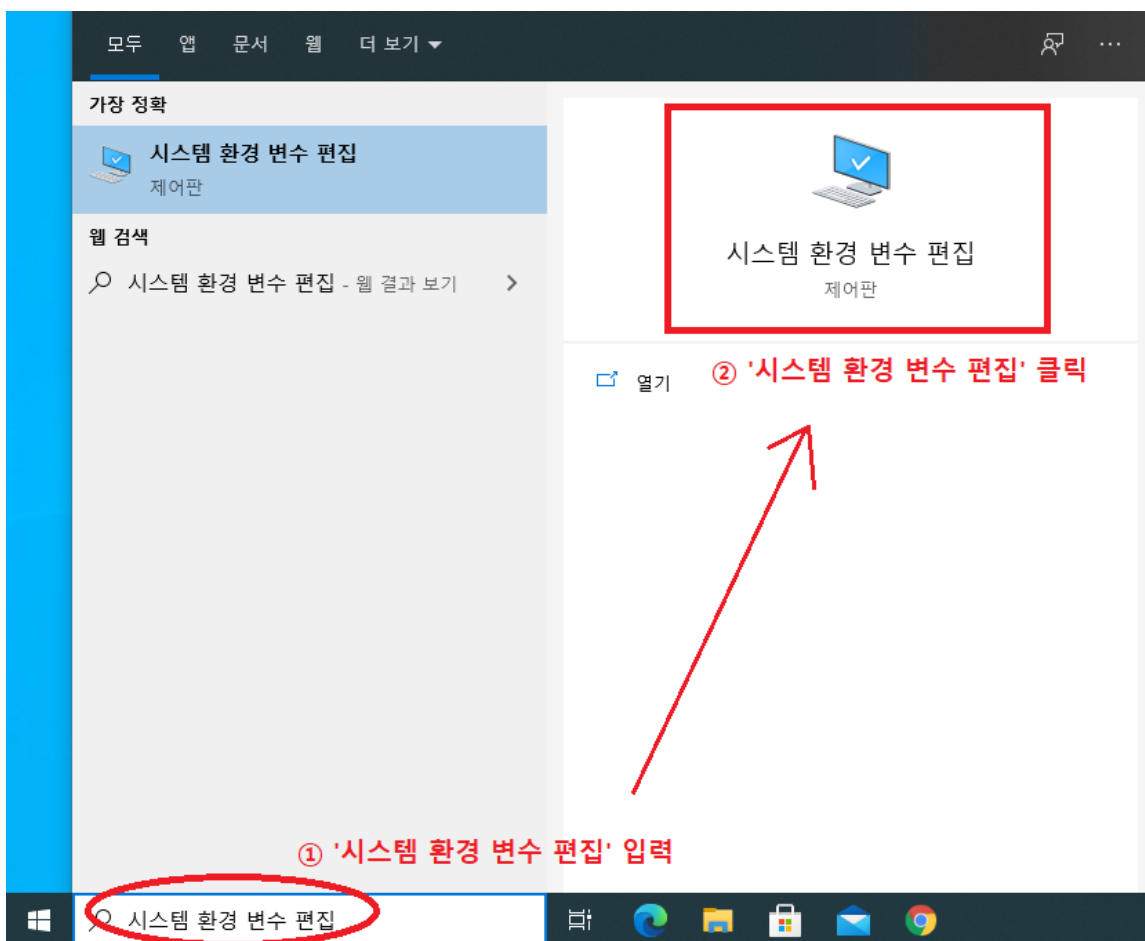 모두 앱 문서 웹 더 보기
가장 정확
시스템 환경 변수 편집
제어판
웹 검색
시스템 환경 변수 편집 - 웹 결과 보기
시스템 환경 변수 편집
제어판
열기
② '시스템 환경 변수 편집' 클릭
① '시스템 환경 변수 편집' 입력
시스템 환경 변수 편집